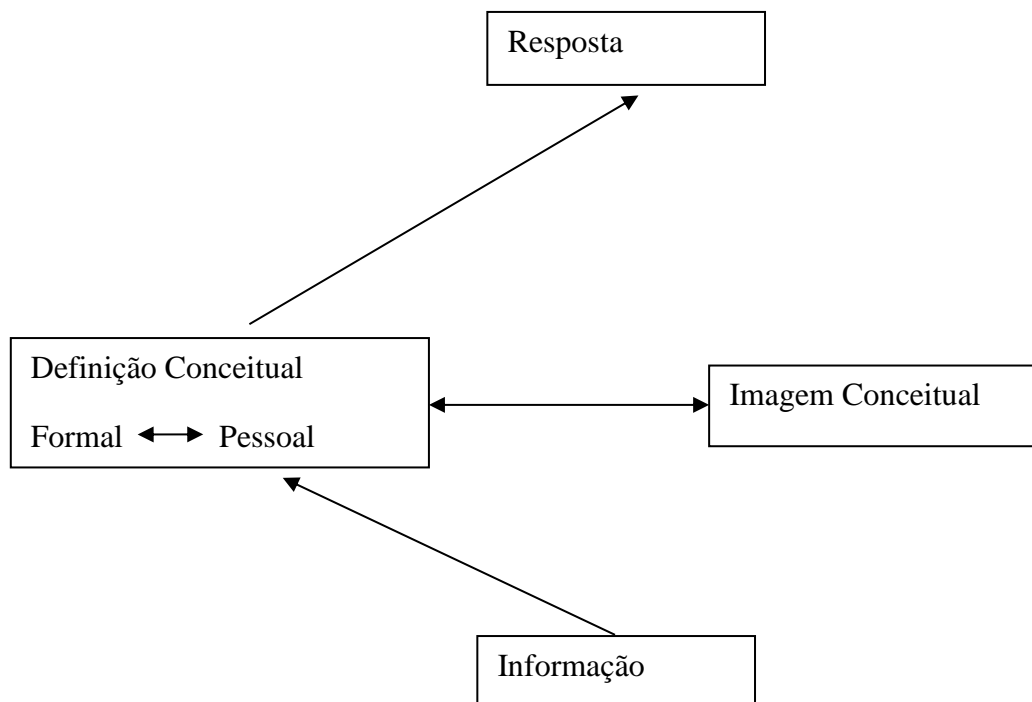 Resposta
Definição Conceitual
Formal Pessoal
Imagem Conceitual
Informação